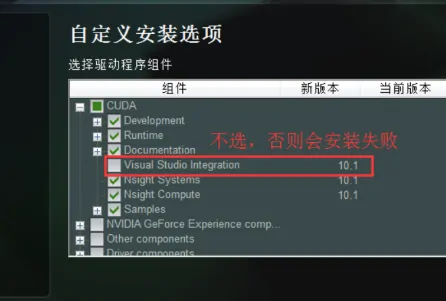 自定义安装选项
选择驱动程序组件
组件 新版本 当前版本
CUDA
Development
Runtime
不选，否则会安装失败
Documentation
Visual Studio Integration 10.1
Nsight Systems 10.1
Nsight Compute 10.1
Samples
NVIDIA GeForce Experience comp...
Other components
Driver components